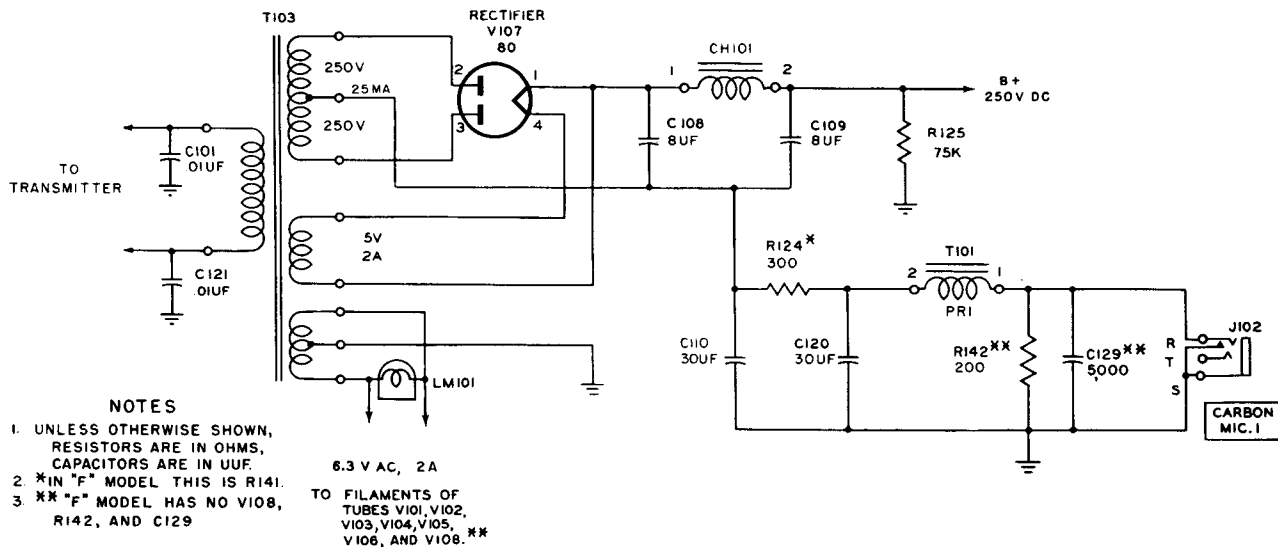 T103
RECTIFIER
V107
80
250V
25MA
250V
2
3
1
4
1
CH101
2
B+
250V DC
C108
8UF
C109
8UF
R125
75K
TO
TRANSMITTER
C101
.01UF
C121
.01UF
5V
2A
R124*
300
2
T101
1
PRI
C110
30UF
C120
30UF
R142**
200
C129**
5,000
J102
R
T
S
CARBON
MIC. 1
LM101
6.3 V AC, 2A
TO FILAMENTS OF
TUBES V101, V102,
V103, V104, V105,
V106, AND V108.**
NOTES
1. UNLESS OTHERWISE SHOWN,
RESISTORS ARE IN OHMS,
CAPACITORS ARE IN UUF.
2. *IN "F" MODEL THIS IS R141.
3. ** "F" MODEL HAS NO V108,
R142, AND C129